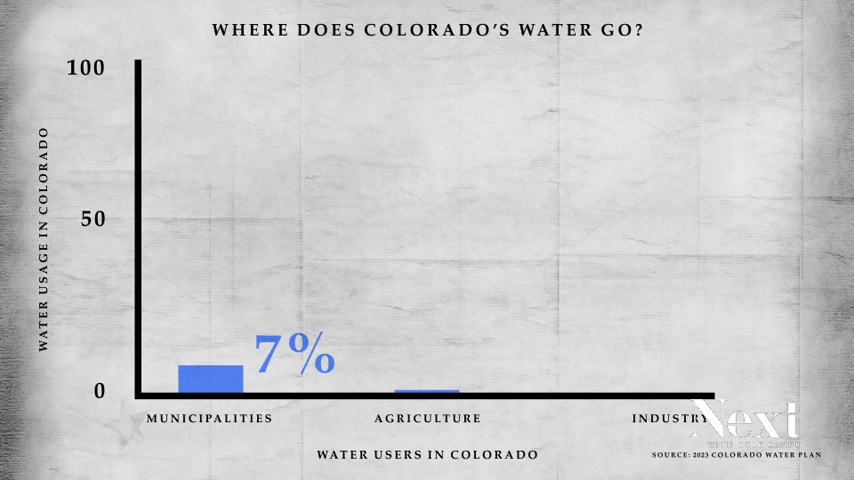 WHERE DOES COLORADO'S WATER GO?
100
50
0
WATER USAGE IN COLORADO
7%
MUNICIPALITIES
AGRICULTURE
INDUSTRY
Next
WATER USERS IN COLORADO
SOURCE: 2023 COLORADO WATER PLAN